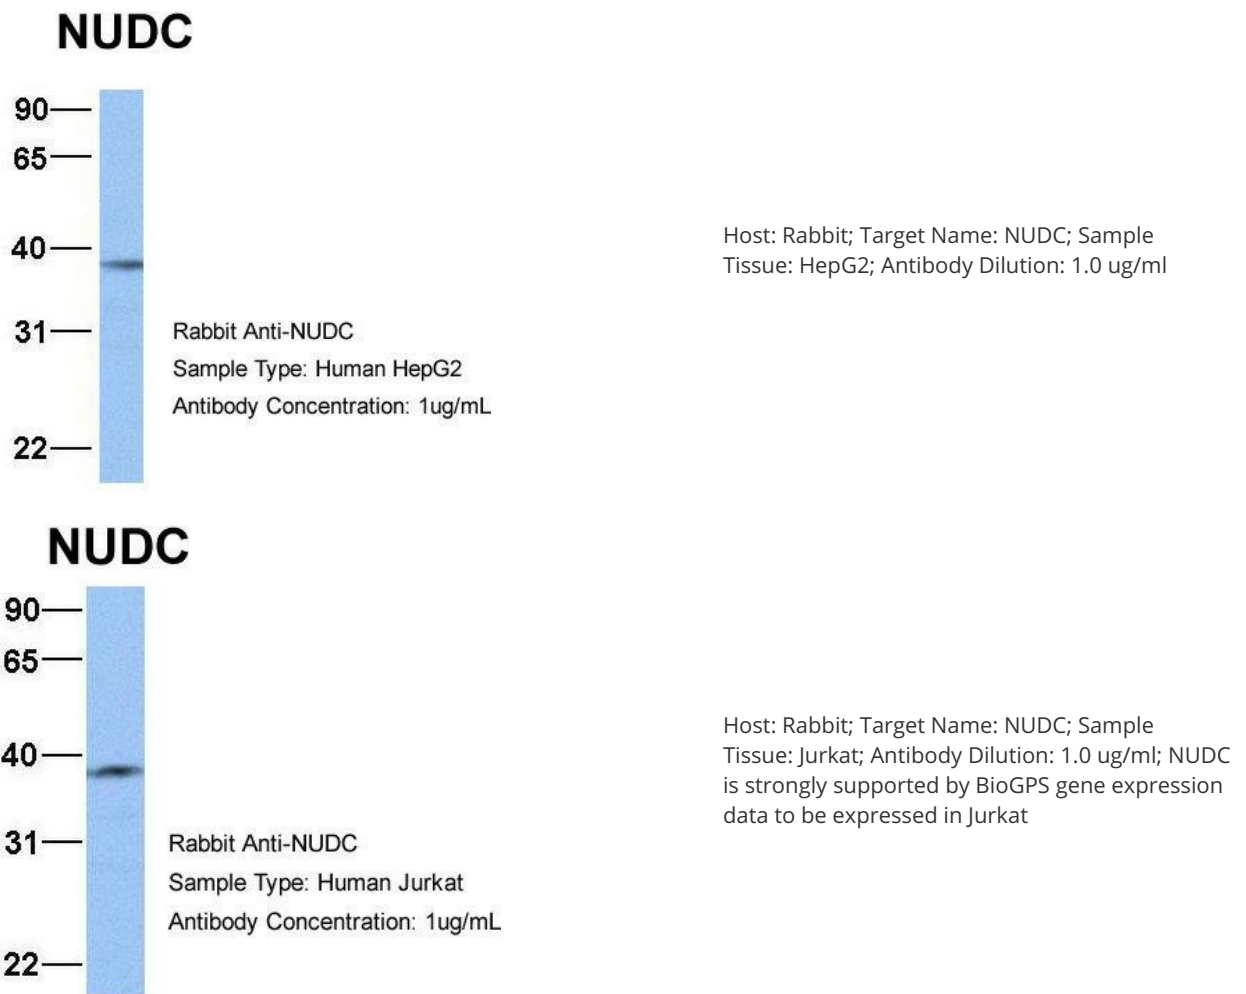 NUDC
90
65
40
31
22
Rabbit Anti-NUDC
Sample Type: Human HepG2
Antibody Concentration: 1ug/mL
Host: Rabbit; Target Name: NUDC; Sample
Tissue: HepG2; Antibody Dilution: 1.0 ug/ml
NUDC
90
65
40
31
22
Rabbit Anti-NUDC
Sample Type: Human Jurkat
Antibody Concentration: 1ug/mL
Host: Rabbit; Target Name: NUDC; Sample
Tissue: Jurkat; Antibody Dilution: 1.0 ug/ml; NUDC
is strongly supported by BioGPS gene expression
data to be expressed in Jurkat